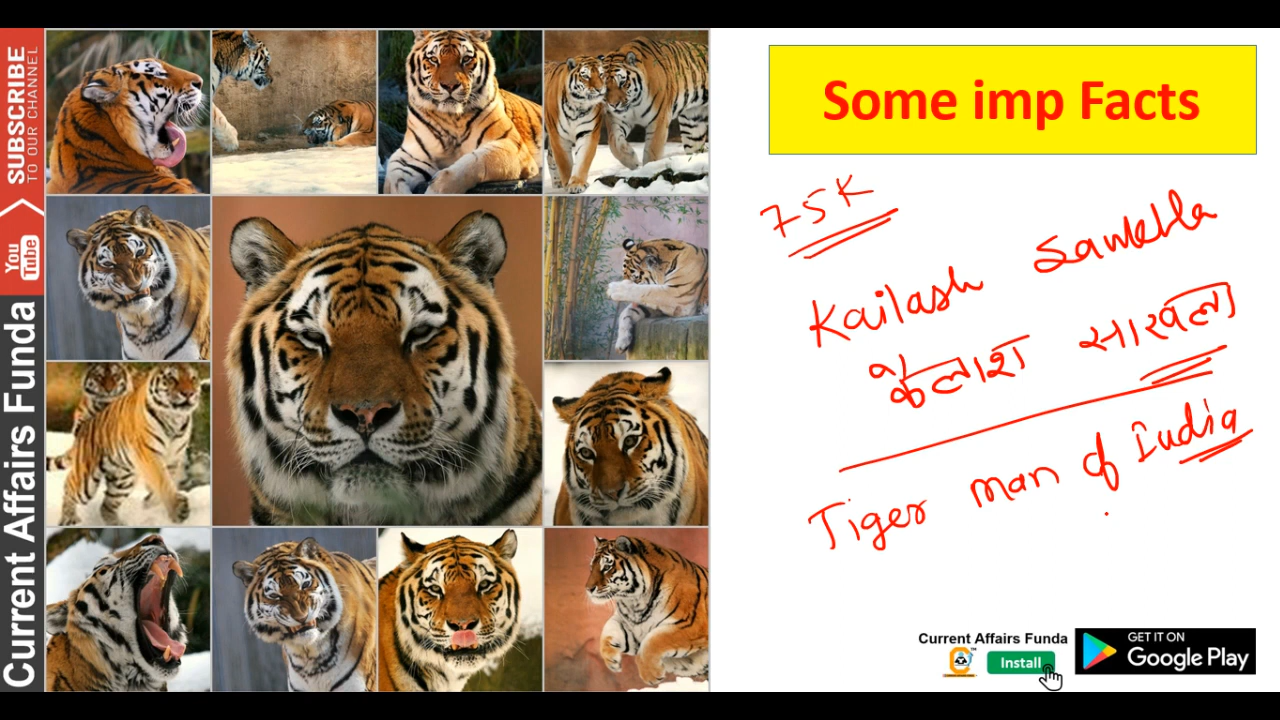 SUBSCRIBE
TO OUR CHANNEL
You Tube
Current Affairs Funda
Some imp Facts
75K
Kailash Sankhla
कैलाश सांखला
Tiger man of India
Current Affairs Funda
Install
GET IT ON
Google Play